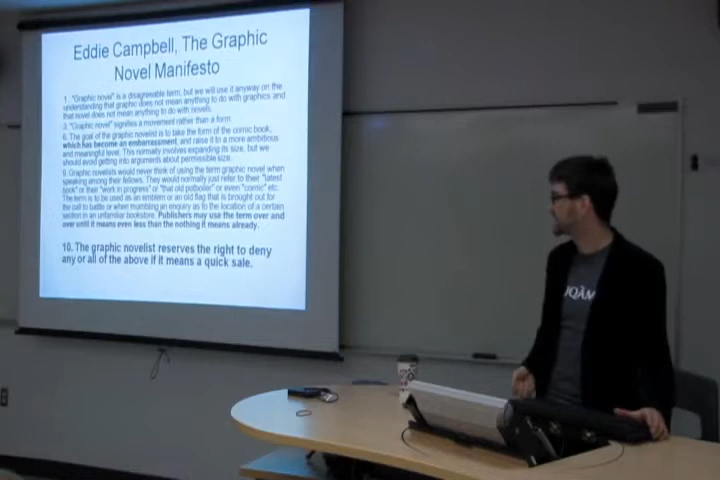 Eddie Campbell, The Graphic
Novel Manifesto
1. "Graphic novel" is a disagreeable term, but we will use it anyway on the
understanding that graphic does not mean anything to do with graphics and
that novel does not mean anything to do with novels.
3. "Graphic novel" signifies a movement rather than a form.
6. The goal of the graphic novelist is to take the form of the comic book,
which has become an embarrassment, and raise it to a more ambitious
and meaningful level. This normally involves expanding its size, but we
should avoid getting into arguments about permissible size.
9. Graphic novelists would never think of using the term graphic novel when
speaking among their fellows. They would normally just refer to their "latest
book" or their "work in progress" or "that old potboiler" or even "comic" etc.
The term is to be used as an emblem or an old flag that is brought out for
the call to battle or when mumbling an enquiry as to the location of a certain
section in an unfamiliar bookstore. Publishers may use the term over and
over until it means even less than the nothing it means already.
10. The graphic novelist reserves the right to deny
any or all of the above if it means a quick sale.
UQÀM